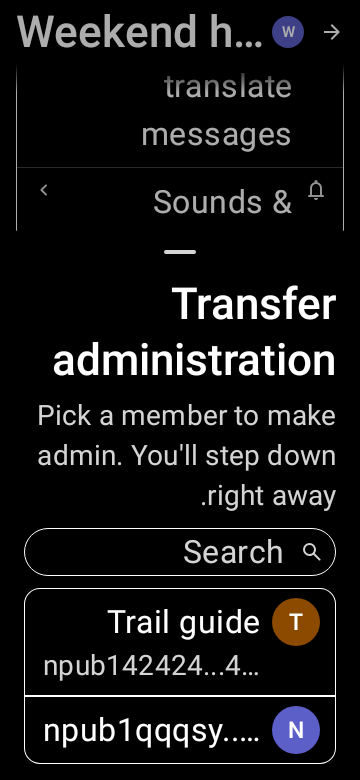 Weekend h... W
translate
messages
Sounds &
Transfer
administration
Pick a member to make
admin. You'll step down
.right away
Search
Trail guide T
npub142424...4...
npub1qqqsy..... N